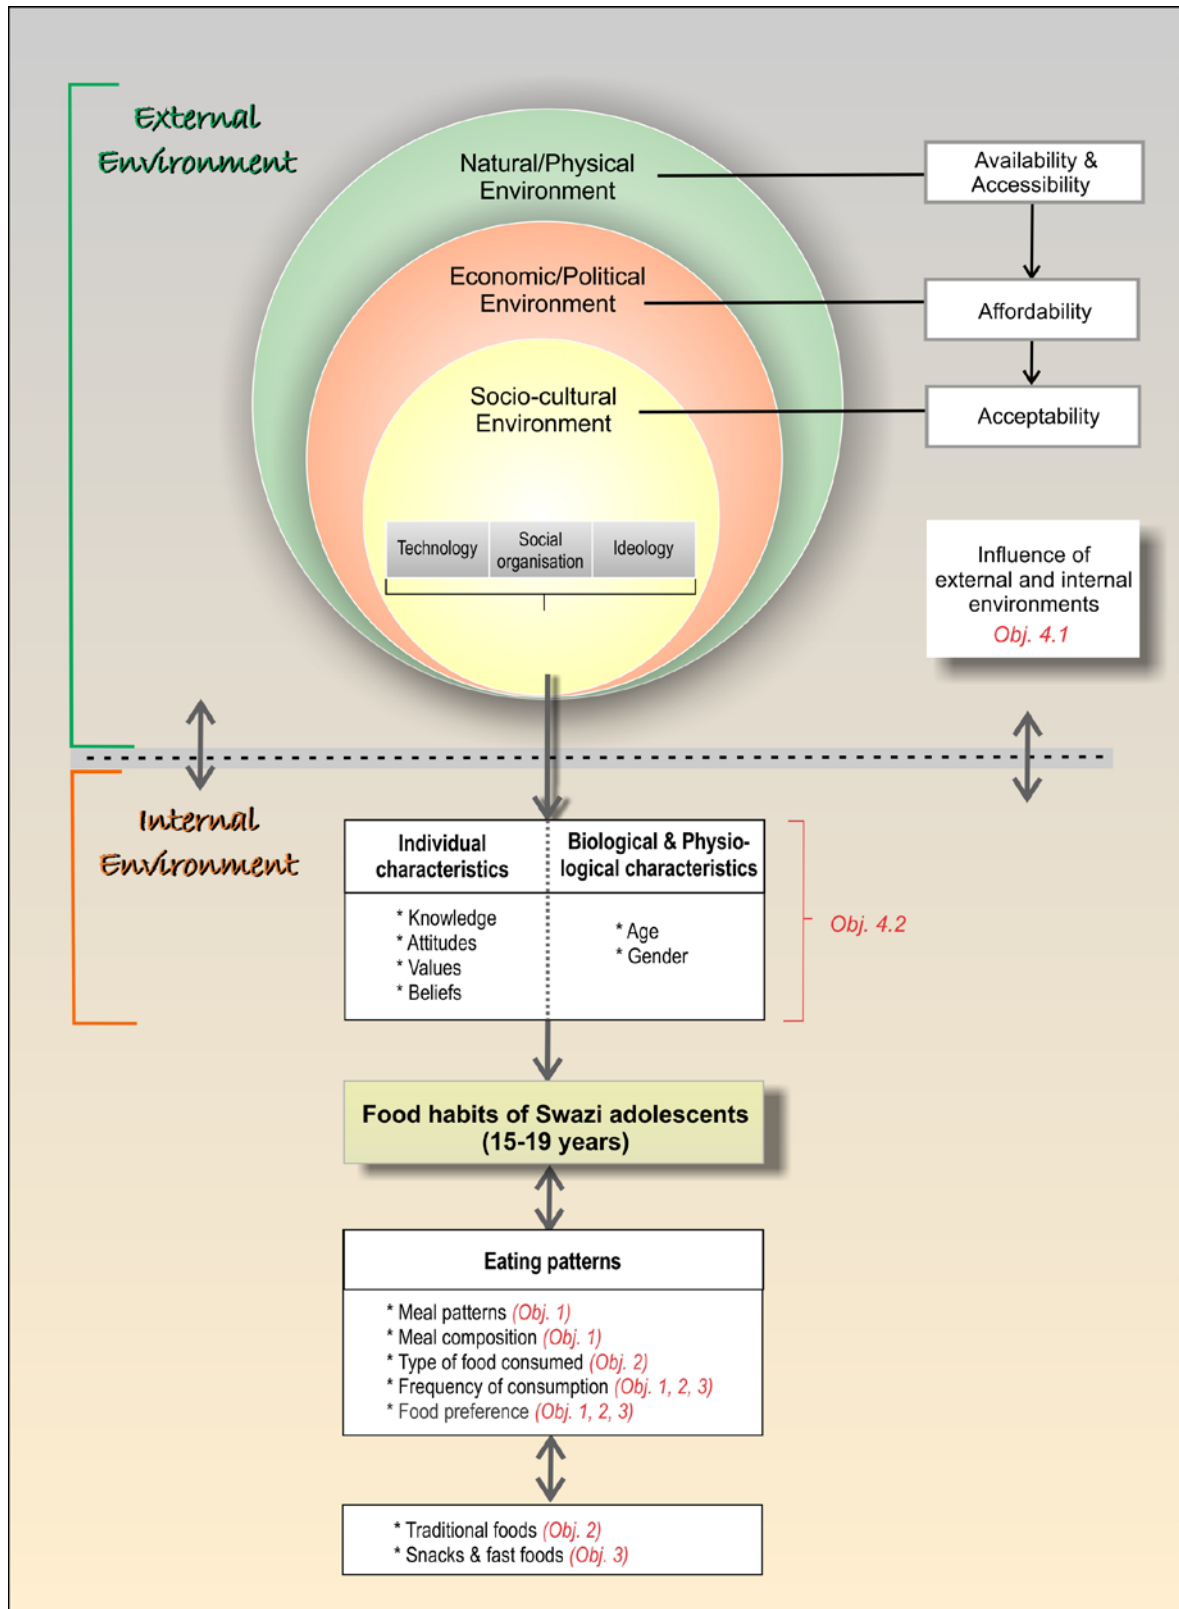 External
Environment
Natural/Physical
Environment
Availability &
Accessibility
Economic/Political
Environment
Affordability
Socio-cultural
Environment
Acceptability
Technology
Social
organisation
Ideology
Influence of
external and internal
environments
Obj. 4.1
Internal
Environment
Individual
characteristics
Biological & Physio-
logical characteristics
* Knowledge
* Attitudes
* Values
* Beliefs
* Age
* Gender
Obj. 4.2
Food habits of Swazi adolescents
(15-19 years)
Eating patterns
* Meal patterns (Obj. 1)
* Meal composition (Obj. 1)
* Type of food consumed (Obj. 2)
* Frequency of consumption (Obj. 1, 2, 3)
* Food preference (Obj. 1, 2, 3)
* Traditional foods (Obj. 2)
* Snacks & fast foods (Obj. 3)